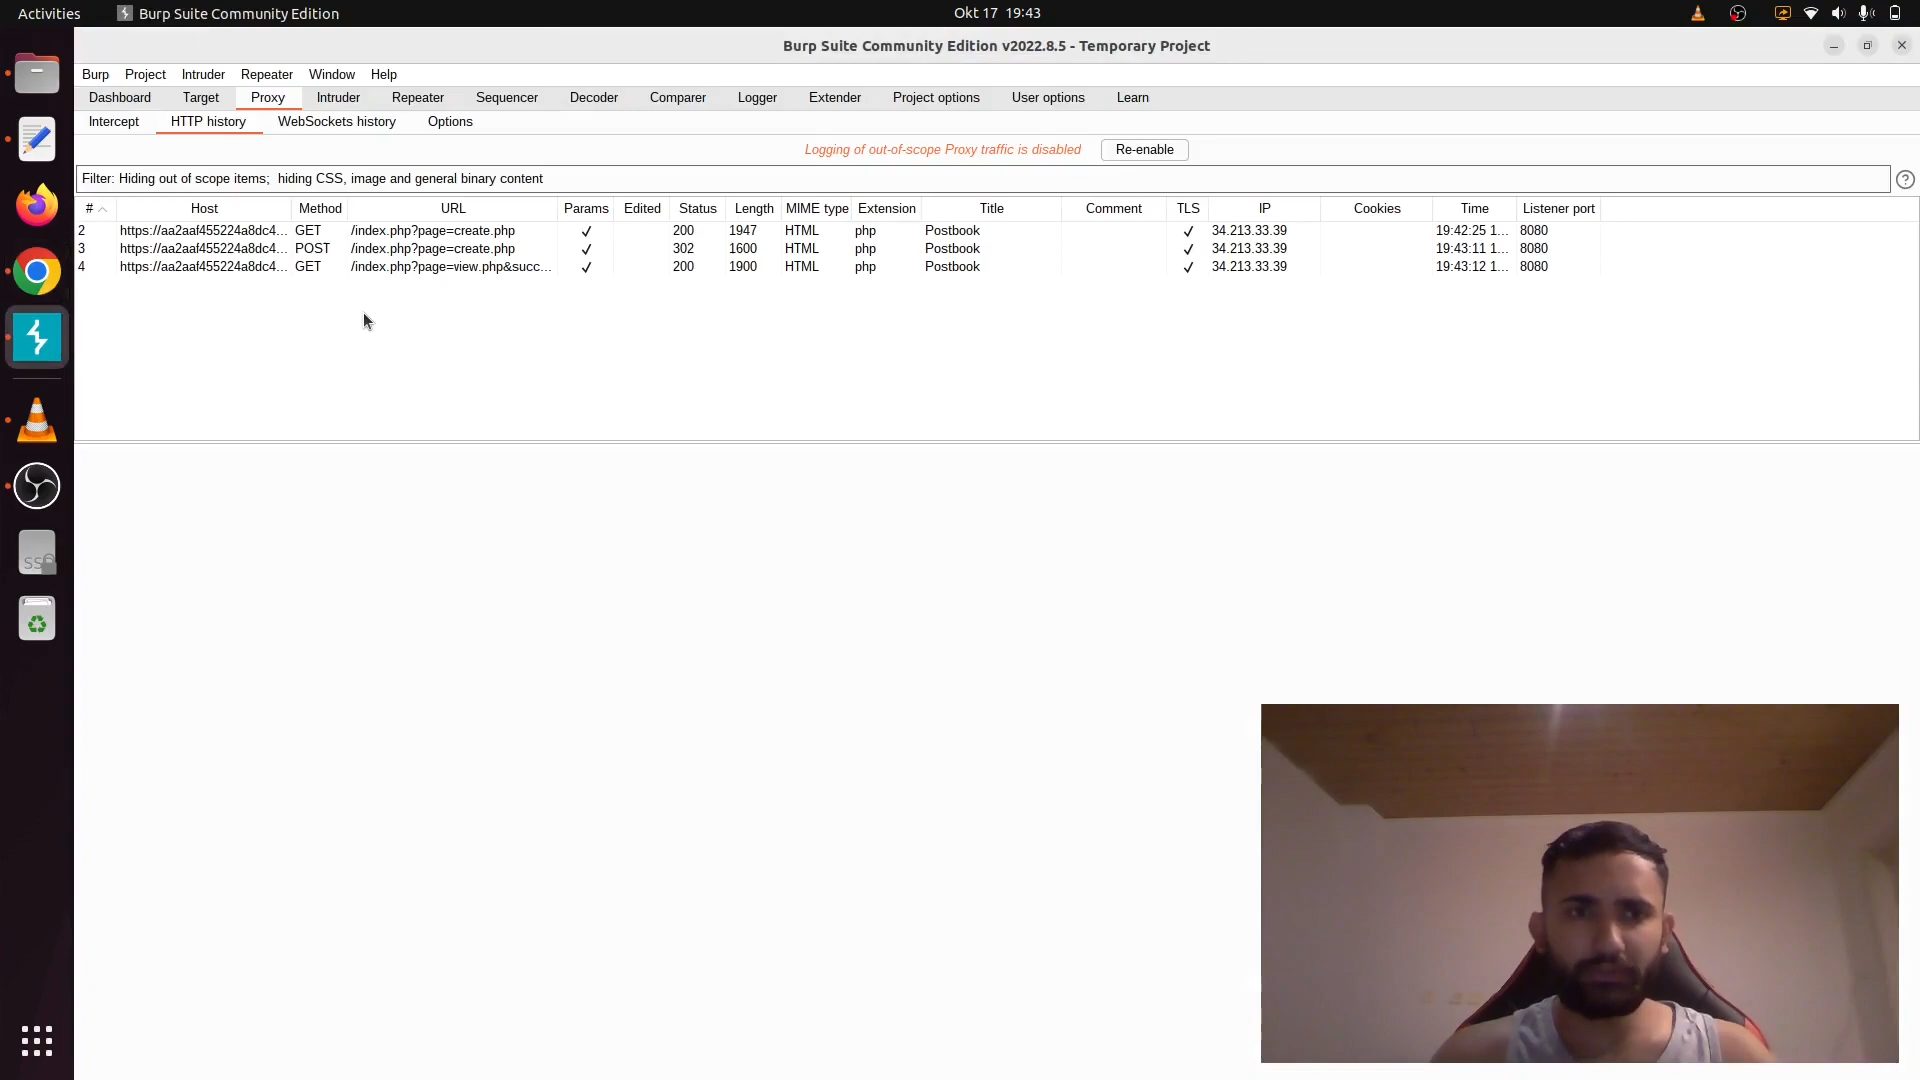 Activities Burp Suite Community Edition Okt 17 19:43
Burp Suite Community Edition v2022.8.5 - Temporary Project
Burp Project Intruder Repeater Window Help
Dashboard Target Proxy Intruder Repeater Sequencer Decoder Comparer Logger Extender Project options User options Learn
Intercept HTTP history WebSockets history Options
Logging of out-of-scope Proxy traffic is disabled Re-enable
Filter: Hiding out of scope items; hiding CSS, image and general binary content ?
# Host Method URL Params Edited Status Length MIME type Extension Title Comment TLS IP Cookies Time Listener port
2 https://aa2aaf455224a8dc4... GET /index.php?page=create.php ✓ 200 1947 HTML php Postbook ✓ 34.213.33.39 19:42:25 1... 8080
3 https://aa2aaf455224a8dc4... POST /index.php?page=create.php ✓ 302 1600 HTML php Postbook ✓ 34.213.33.39 19:43:11 1... 8080
4 https://aa2aaf455224a8dc4... GET /index.php?page=view.php&succ... ✓ 200 1900 HTML php Postbook ✓ 34.213.33.39 19:43:12 1... 8080